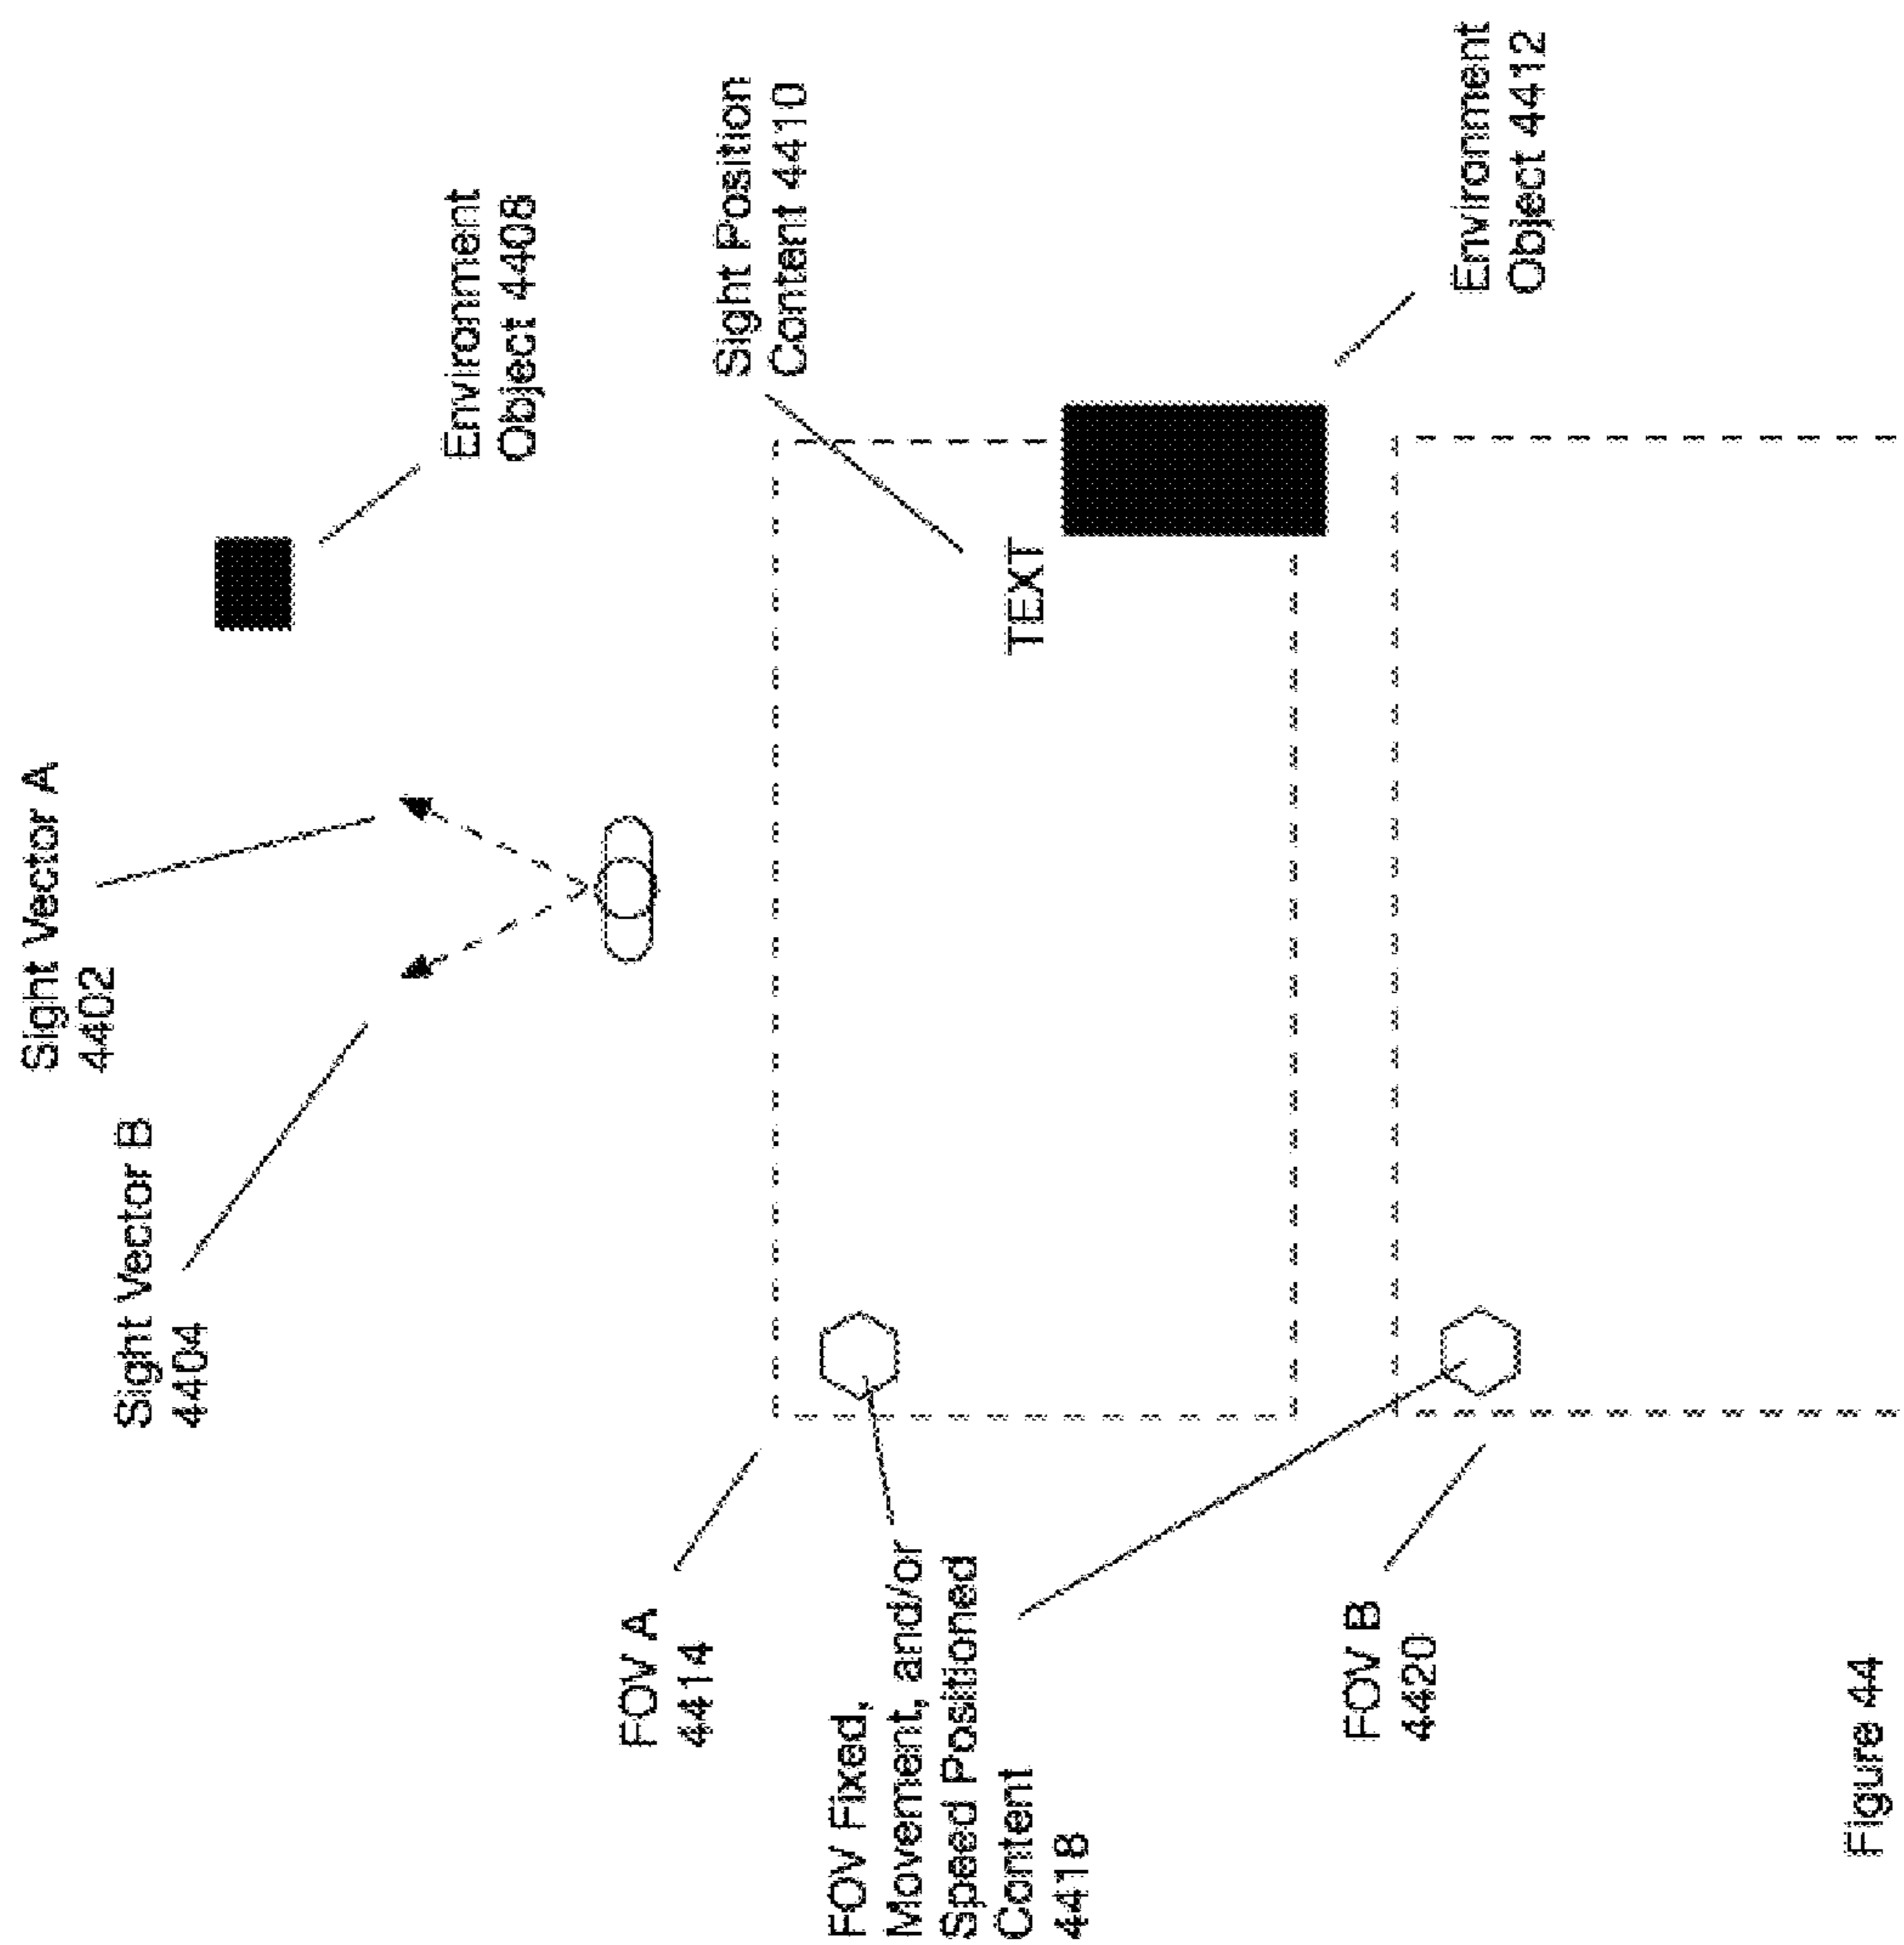 Sight Vector A
4402
Sight Vector B
4404
Environment
Object 4408
FOV A
4414
Sight Position
Content 4410
TEXT
FOV Fixed,
Movement, and/or
Speed Positioned
Content
4418
Environment
Object 4412
FOV B
4420
Figure 44